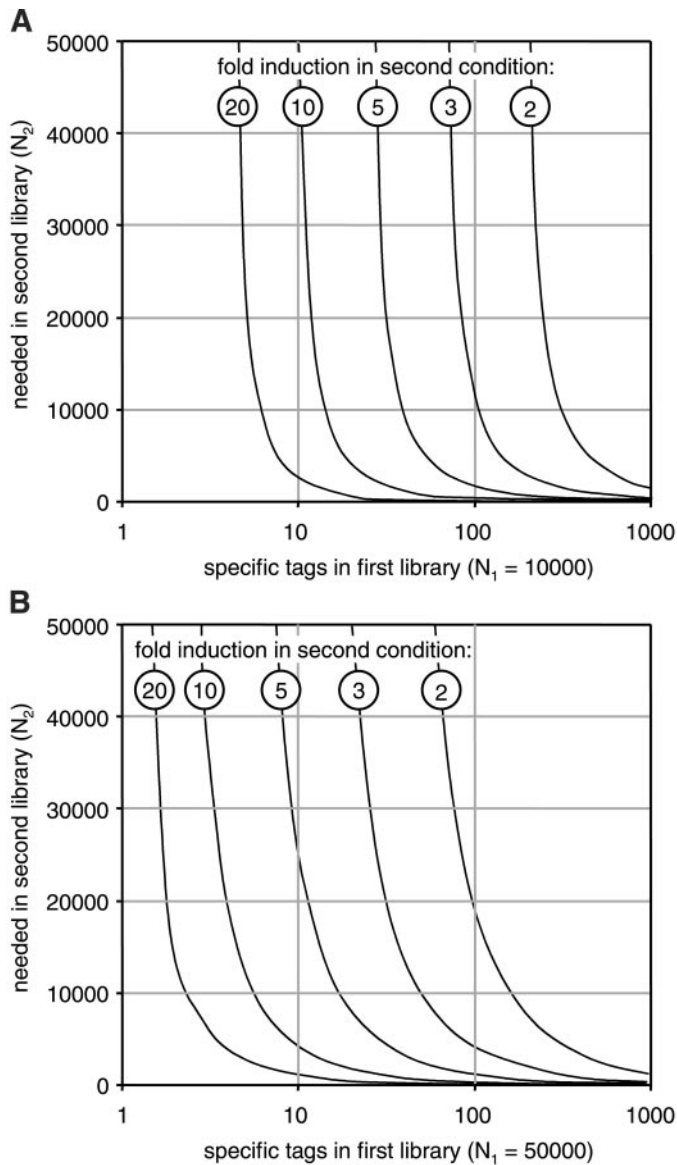 A
50000
fold induction in second condition:
20 10 5 3 2
40000
30000
20000
10000
0
needed in second library (N₂)
1 10 100 1000
specific tags in first library (N₁ = 10000)
B
50000
fold induction in second condition:
20 10 5 3 2
40000
30000
20000
10000
0
needed in second library (N₂)
1 10 100 1000
specific tags in first library (N₁ = 50000)